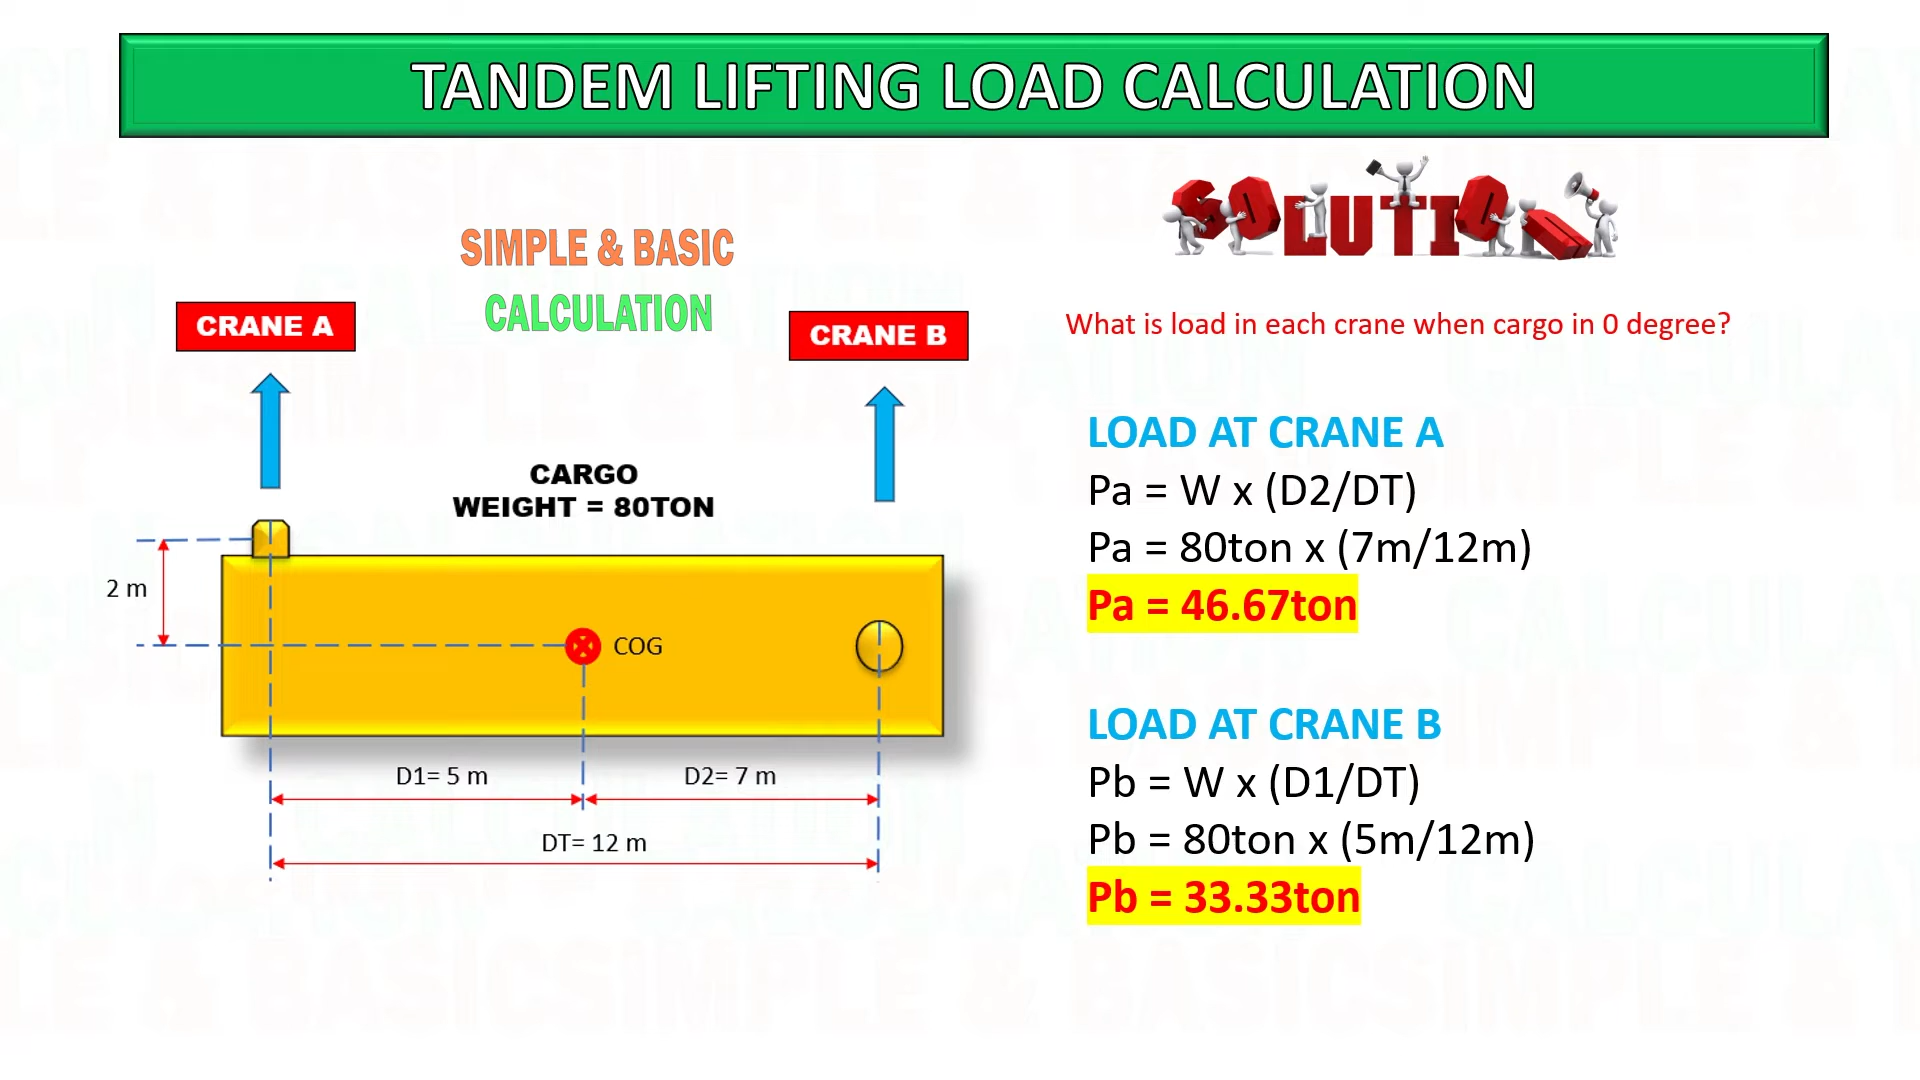 TANDEM LIFTING LOAD CALCULATION
SOLUTION
SIMPLE & BASIC
CALCULATION
What is load in each crane when cargo in 0 degree?
CRANE A
CRANE B
CARGO
WEIGHT = 80TON
2 m
COG
D1= 5 m
D2= 7 m
DT= 12 m
LOAD AT CRANE A
Pa = W x (D2/DT)
Pa = 80ton x (7m/12m)
Pa = 46.67ton
LOAD AT CRANE B
Pb = W x (D1/DT)
Pb = 80ton x (5m/12m)
Pb = 33.33ton